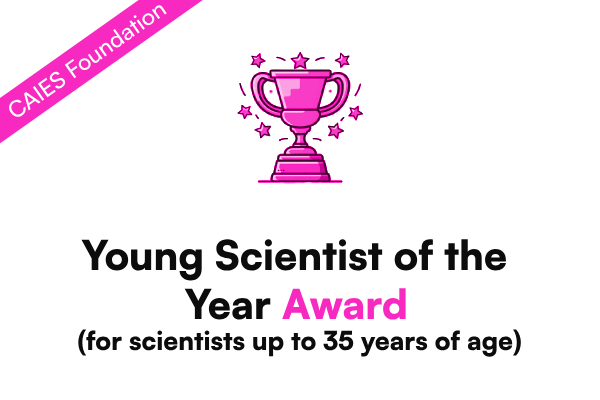 CAIES Foundation
Young Scientist of the
Year Award
(for scientists up to 35 years of age)